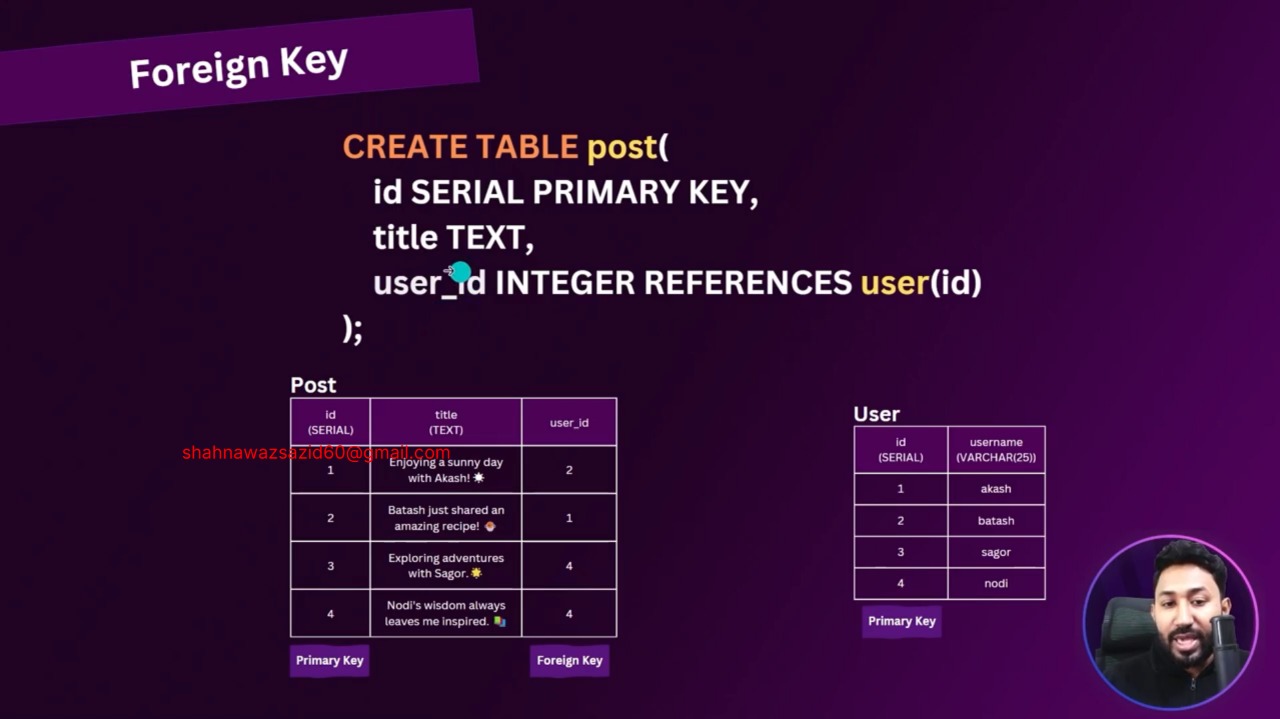 Foreign Key
CREATE TABLE post(
id SERIAL PRIMARY KEY,
title TEXT,
user_id INTEGER REFERENCES user(id)
);
Post
id
(SERIAL)
title
(TEXT)
user_id
1
Enjoying a sunny day
with Akash! ☀
2
2
Batash just shared an
amazing recipe!
1
3
Exploring adventures
with Sagor. 🌟
4
4
Nodi's wisdom always
leaves me inspired. 📚
4
Primary Key
Foreign Key
shahnawazsazid60@gmail.com
User
id
(SERIAL)
username
(VARCHAR(25))
1
akash
2
batash
3
sagor
4
nodi
Primary Key